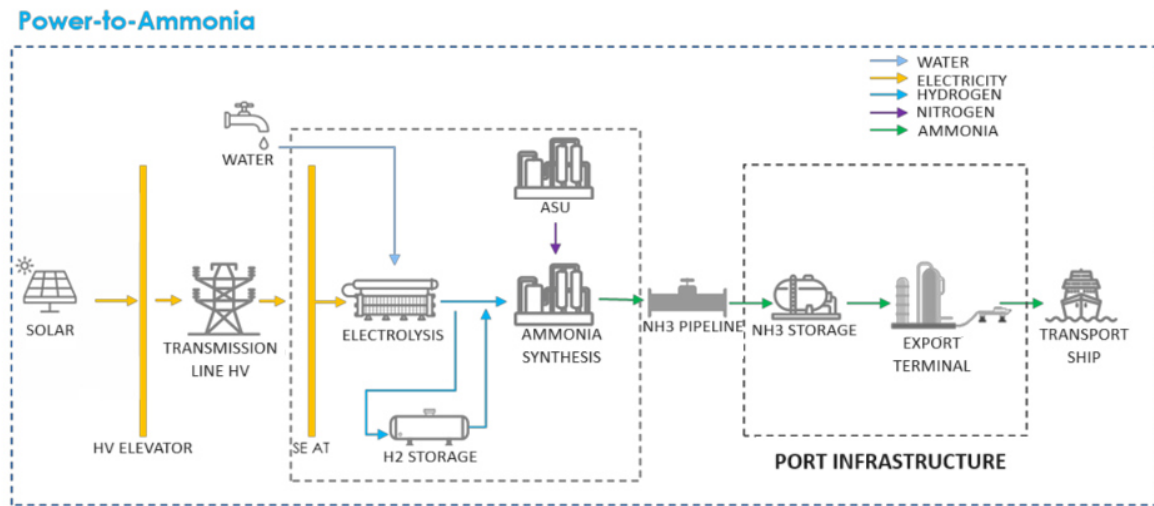 Power-to-Ammonia
WATER
ELECTRICITY
HYDROGEN
NITROGEN
AMMONIA
WATER
ASU
SOLAR
TRANSMISSION
LINE HV
ELECTROLYSIS
AMMONIA
SYNTHESIS
NH3 PIPELINE
NH3 STORAGE
EXPORT
TERMINAL
TRANSPORT
SHIP
HV ELEVATOR
SE AT
H2 STORAGE
PORT INFRASTRUCTURE